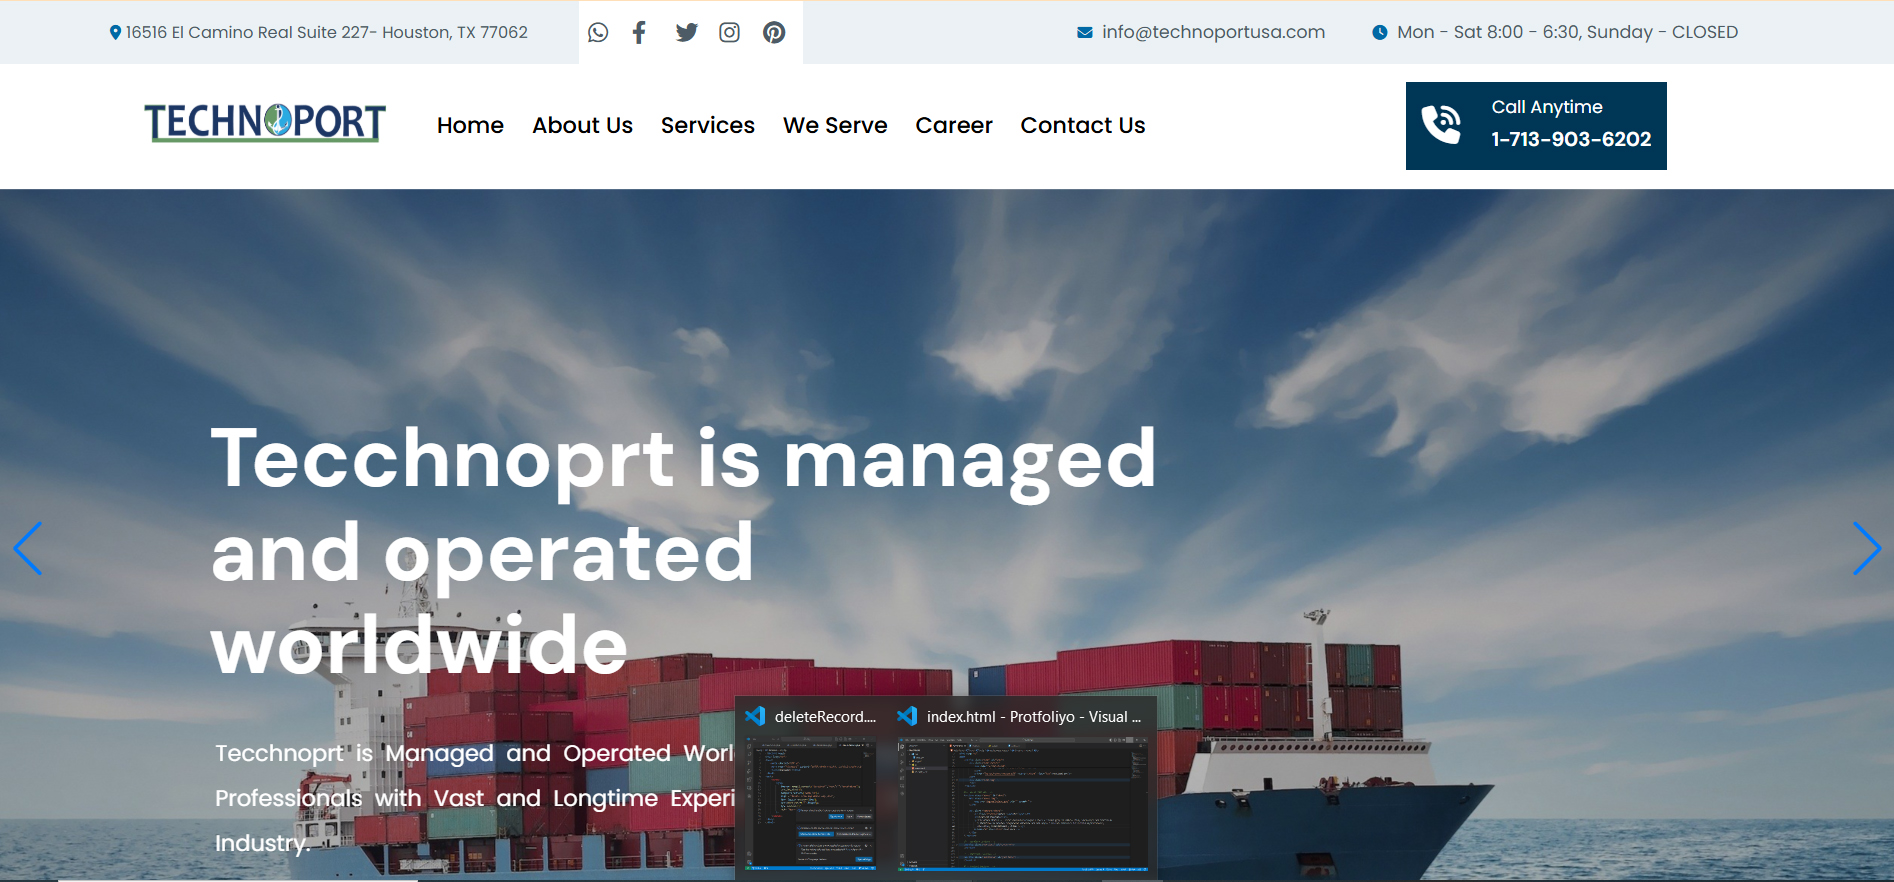 16516 El Camino Real Suite 227- Houston, TX 77062
info@technoportusa.com
Mon - Sat 8:00 - 6:30, Sunday - CLOSED
TECHNOPORT
Home About Us Services We Serve Career Contact Us
Call Anytime
1-713-903-6202
Tecchnoprt is managed
and operated
worldwide
Tecchnoprt is Managed and Operated Worl
Professionals with Vast and Longtime Experi
Industry.
deleteRecord....
index.html - Protfoliyo - Visual ...